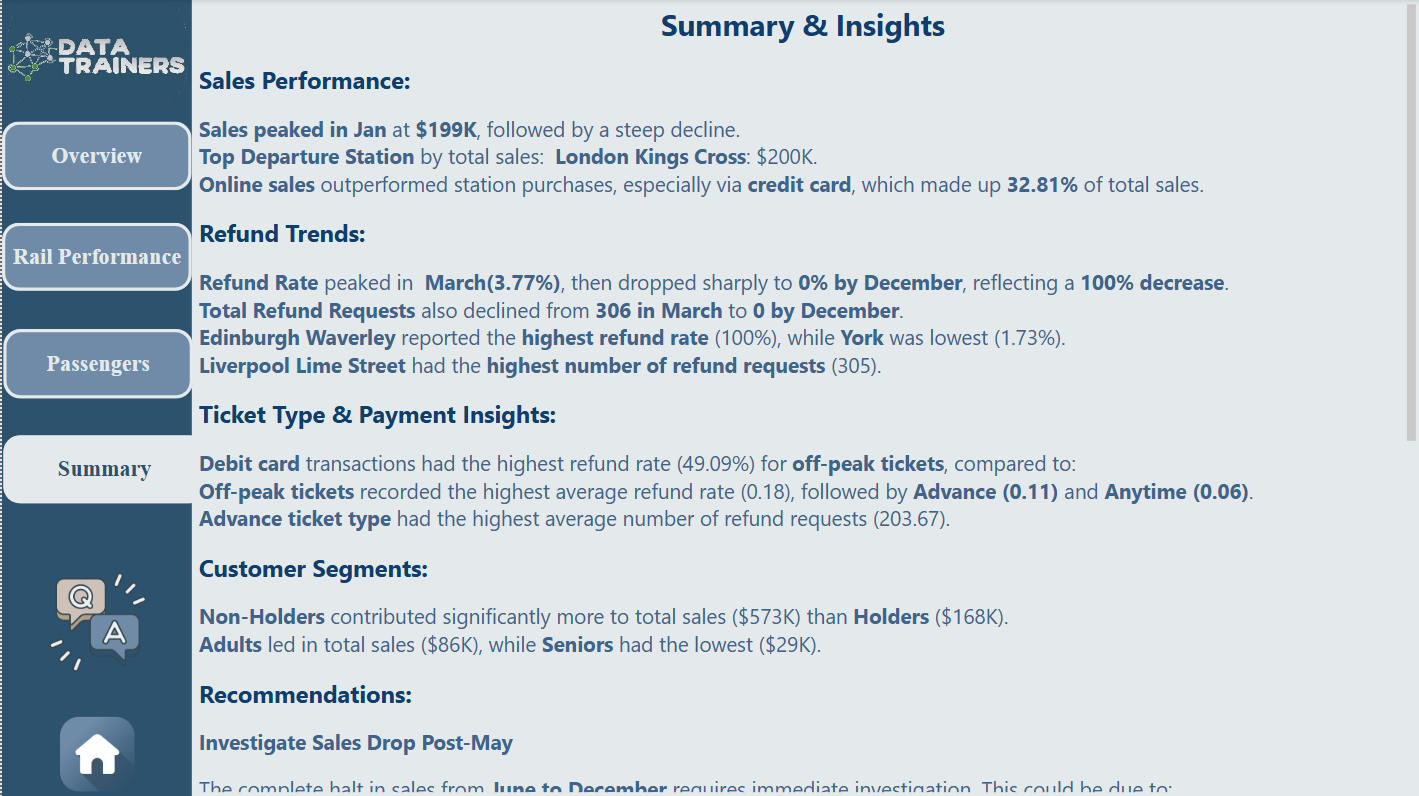 DATA
TRAINERS
Overview
Rail Performance
Passengers
Summary
Q
A
Summary & Insights
Sales Performance:
Sales peaked in Jan at $199K, followed by a steep decline.
Top Departure Station by total sales:  London Kings Cross: $200K.
Online sales outperformed station purchases, especially via credit card, which made up 32.81% of total sales.
Refund Trends:
Refund Rate peaked in  March(3.77%), then dropped sharply to 0% by December, reflecting a 100% decrease.
Total Refund Requests also declined from 306 in March to 0 by December.
Edinburgh Waverley reported the highest refund rate (100%), while York was lowest (1.73%).
Liverpool Lime Street had the highest number of refund requests (305).
Ticket Type & Payment Insights:
Debit card transactions had the highest refund rate (49.09%) for off-peak tickets, compared to:
Off-peak tickets recorded the highest average refund rate (0.18), followed by Advance (0.11) and Anytime (0.06).
Advance ticket type had the highest average number of refund requests (203.67).
Customer Segments:
Non-Holders contributed significantly more to total sales ($573K) than Holders ($168K).
Adults led in total sales ($86K), while Seniors had the lowest ($29K).
Recommendations:
Investigate Sales Drop Post-May
The complete halt in sales from June to December requires immediate investigation. This could be due to: